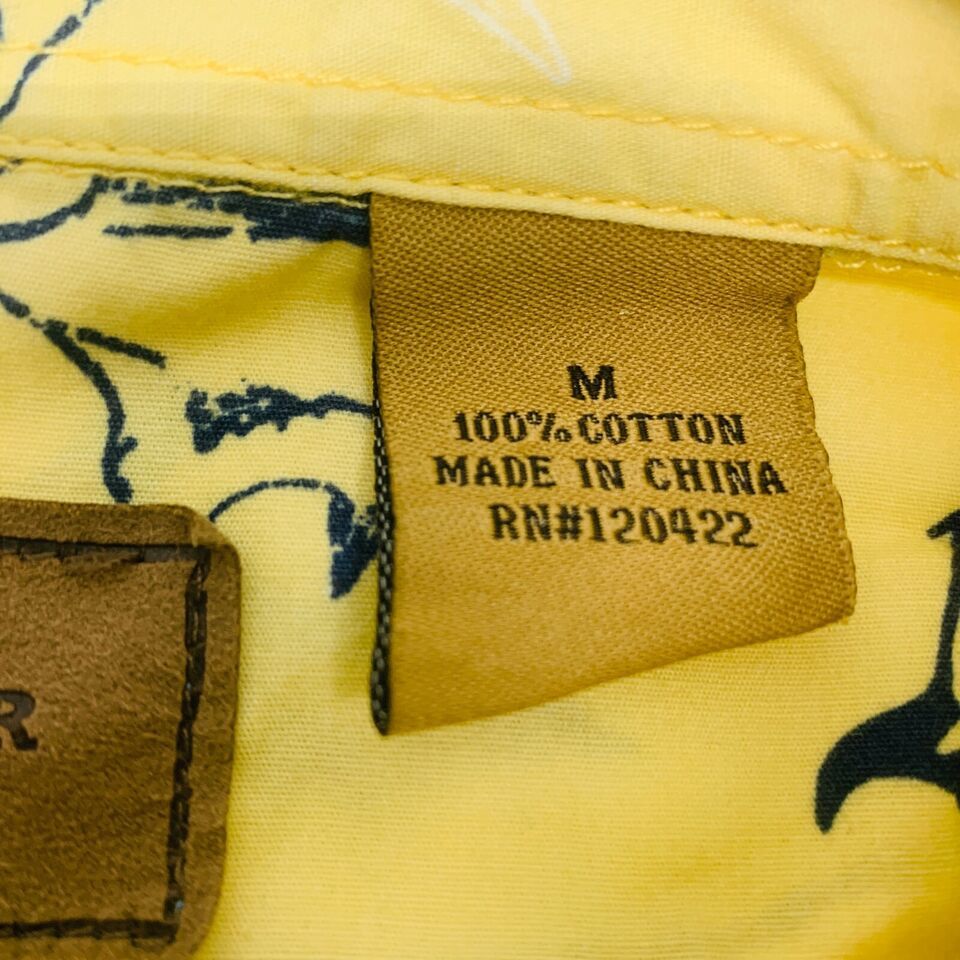 M
100% COTTON
MADE IN CHINA
RN#120422
R